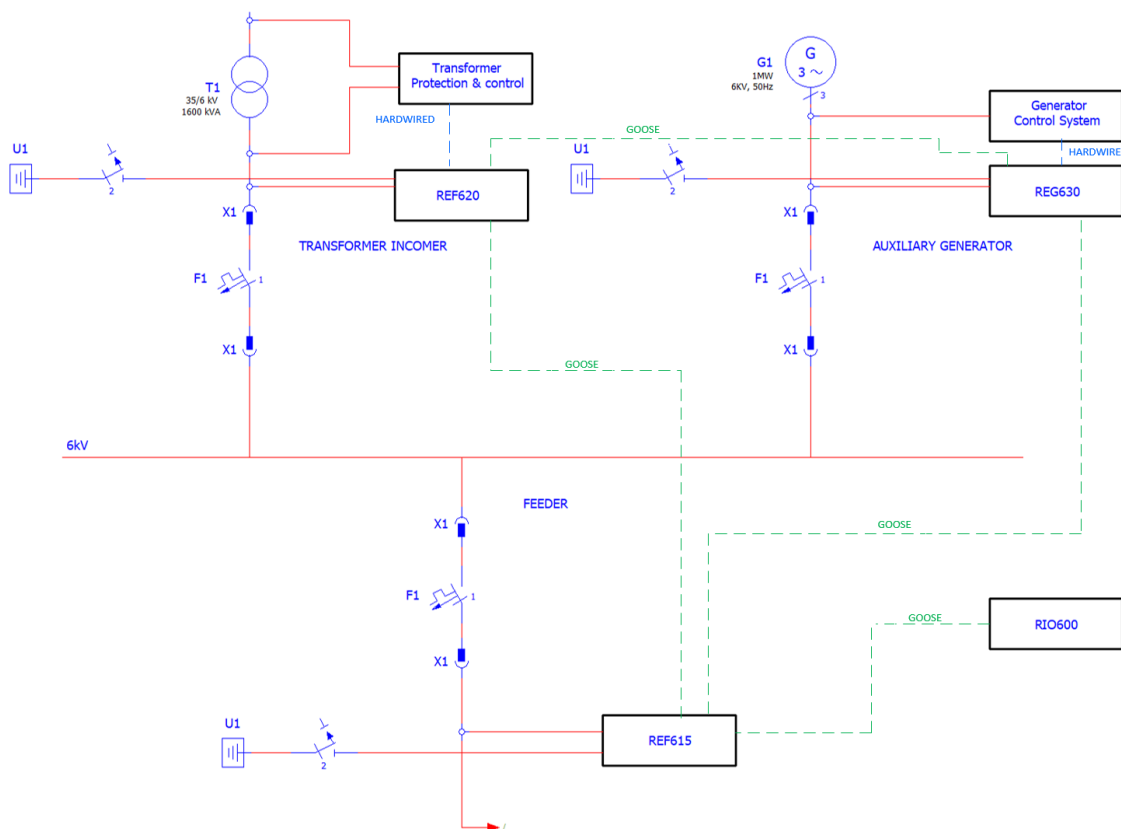 Transformer
Protection & control
T1
35/6 kV
1600 kVA
HARDWIRED
GOOSE
G
3 ~
G1
1MW
6KV, 50Hz
3
Generator
Control System
HARDWIRE
U1
2
REF620
U1
2
REG630
X1
TRANSFORMER INCOMER
X1
AUXILIARY GENERATOR
F1
1
F1
1
X1
X1
GOOSE
6kV
FEEDER
X1
GOOSE
F1
1
GOOSE
RIO600
X1
U1
2
REF615